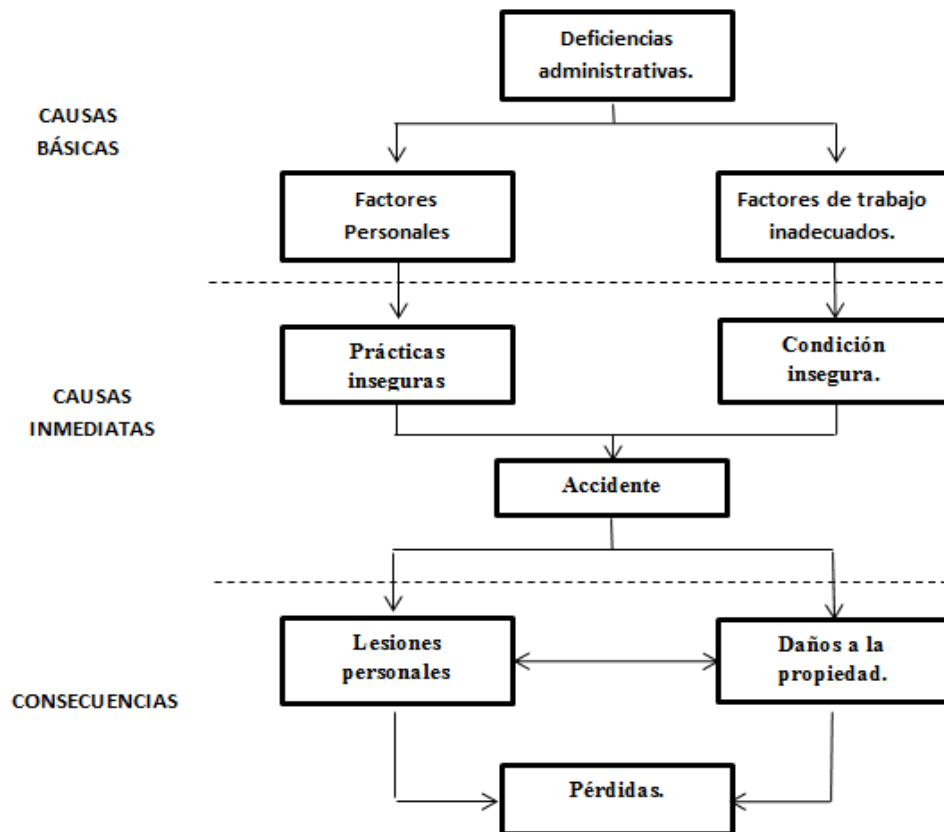 Deficiencias
administrativas.
CAUSAS
BÁSICAS
Factores
Personales
Factores de trabajo
inadecuados.
Prácticas
inseguras
Condición
insegura.
CAUSAS
INMEDIATAS
Accidente
Lesiones
personales
Daños a la
propiedad.
CONSECUENCIAS
Pérdidas.